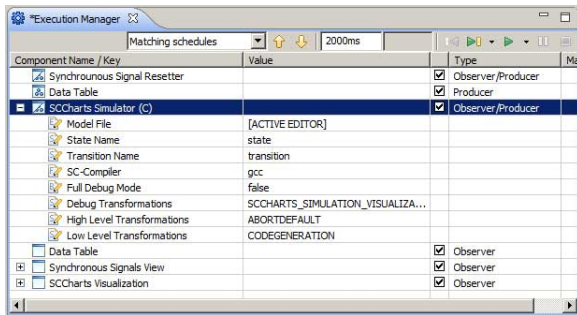 *Execution Manager
Matching schedules 2000ms
Component Name / Key Value Type Ma
Synchrounous Signal Resetter Observer/Producer
Data Table Producer
SCCharts Simulator (C) Observer/Producer
Model File [ACTIVE EDITOR]
State Name state
Transition Name transition
SC-Compiler gcc
Full Debug Mode false
Debug Transformations SCCHARTS_SIMULATION_VISUALIZA...
High Level Transformations ABORTDEFAULT
Low Level Transformations CODEGENERATION
Data Table Observer
Synchronous Signals View Observer
SCCharts Visualization Observer